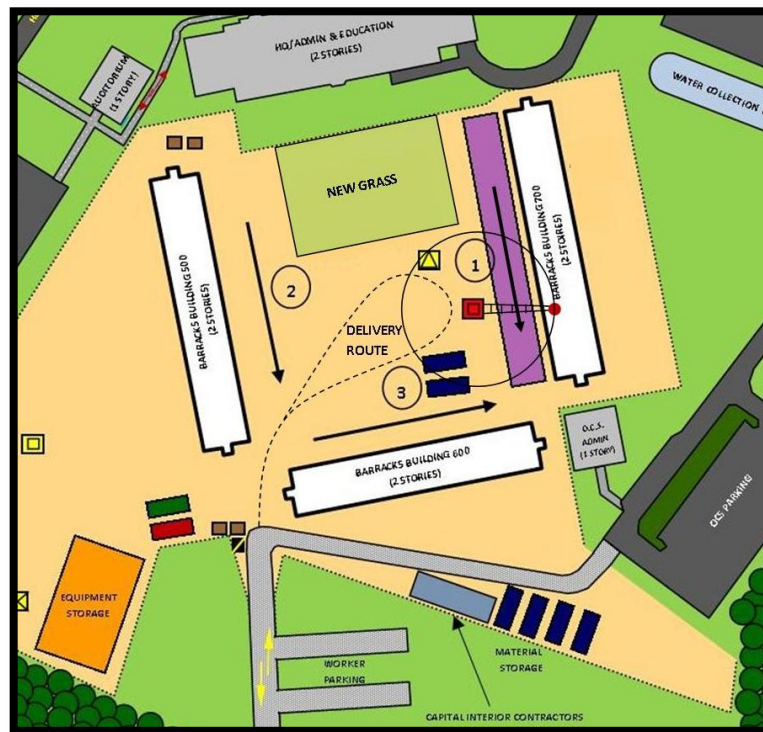 HQ/ADMIN & EDUCATION
(2 STORIES)
AUDITORIUM
(1 STORY)
WATER COLLECTION
NEW GRASS
BARRACKS BUILDING 500
(2 STORIES)
BARRACKS BUILDING 700
(2 STOIRES)
1
2
DELIVERY
ROUTE
3
BARRACKS BUILDING 600
(2 STORIES)
O.C.S.
ADMIN
(1 STORY)
OCS PARKING
EQUIPMENT
STORAGE
WORKER
PARKING
MATERIAL
STORAGE
CAPITAL INTERIOR CONTRACTORS